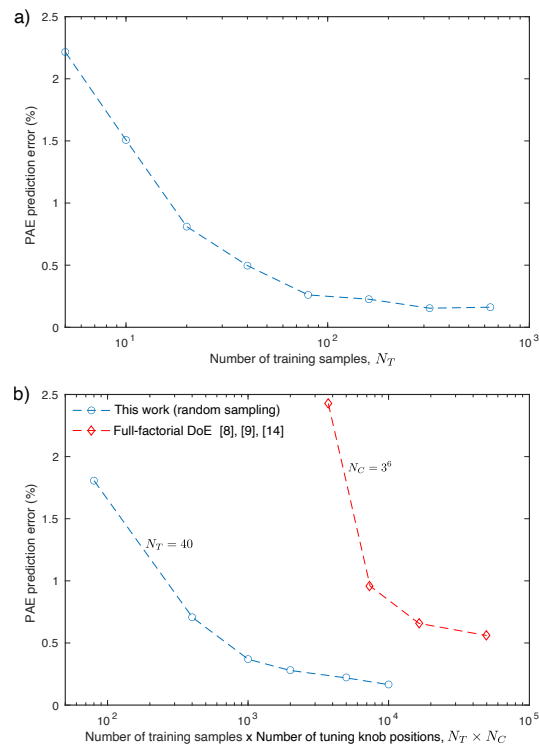 a)
2.5
2
1.5
1
0.5
0
PAE prediction error (%)
10^1
10^2
10^3
Number of training samples, N_T
b)
2.5
2
1.5
1
0.5
0
PAE prediction error (%)
This work (random sampling)
Full-factorial DoE [8], [9], [14]
N_C = 3^6
N_T = 40
10^2
10^3
10^4
10^5
Number of training samples x Number of tuning knob positions, N_T × N_C